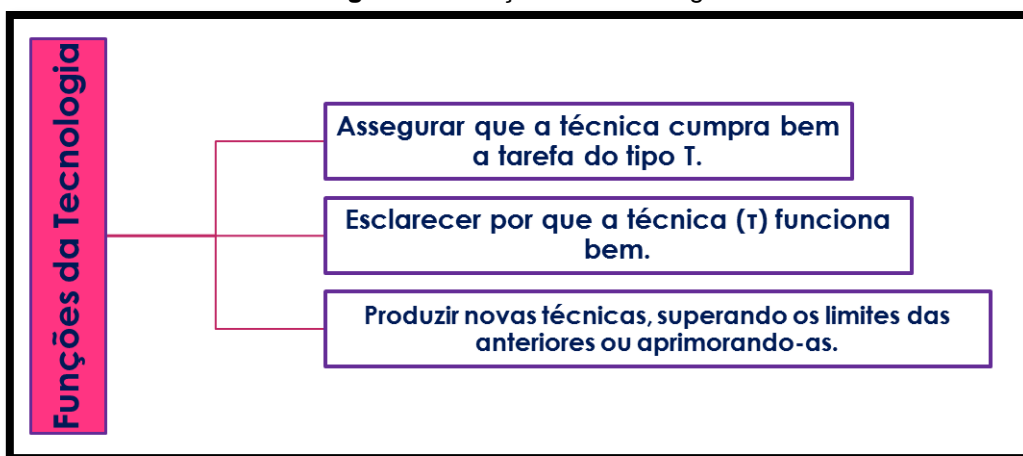 Funções da Tecnologia
Assegurar que a técnica cumpra bem
a tarefa do tipo T.
Esclarecer por que a técnica (τ) funciona
bem.
Produzir novas técnicas, superando os limites das
anteriores ou aprimorando-as.